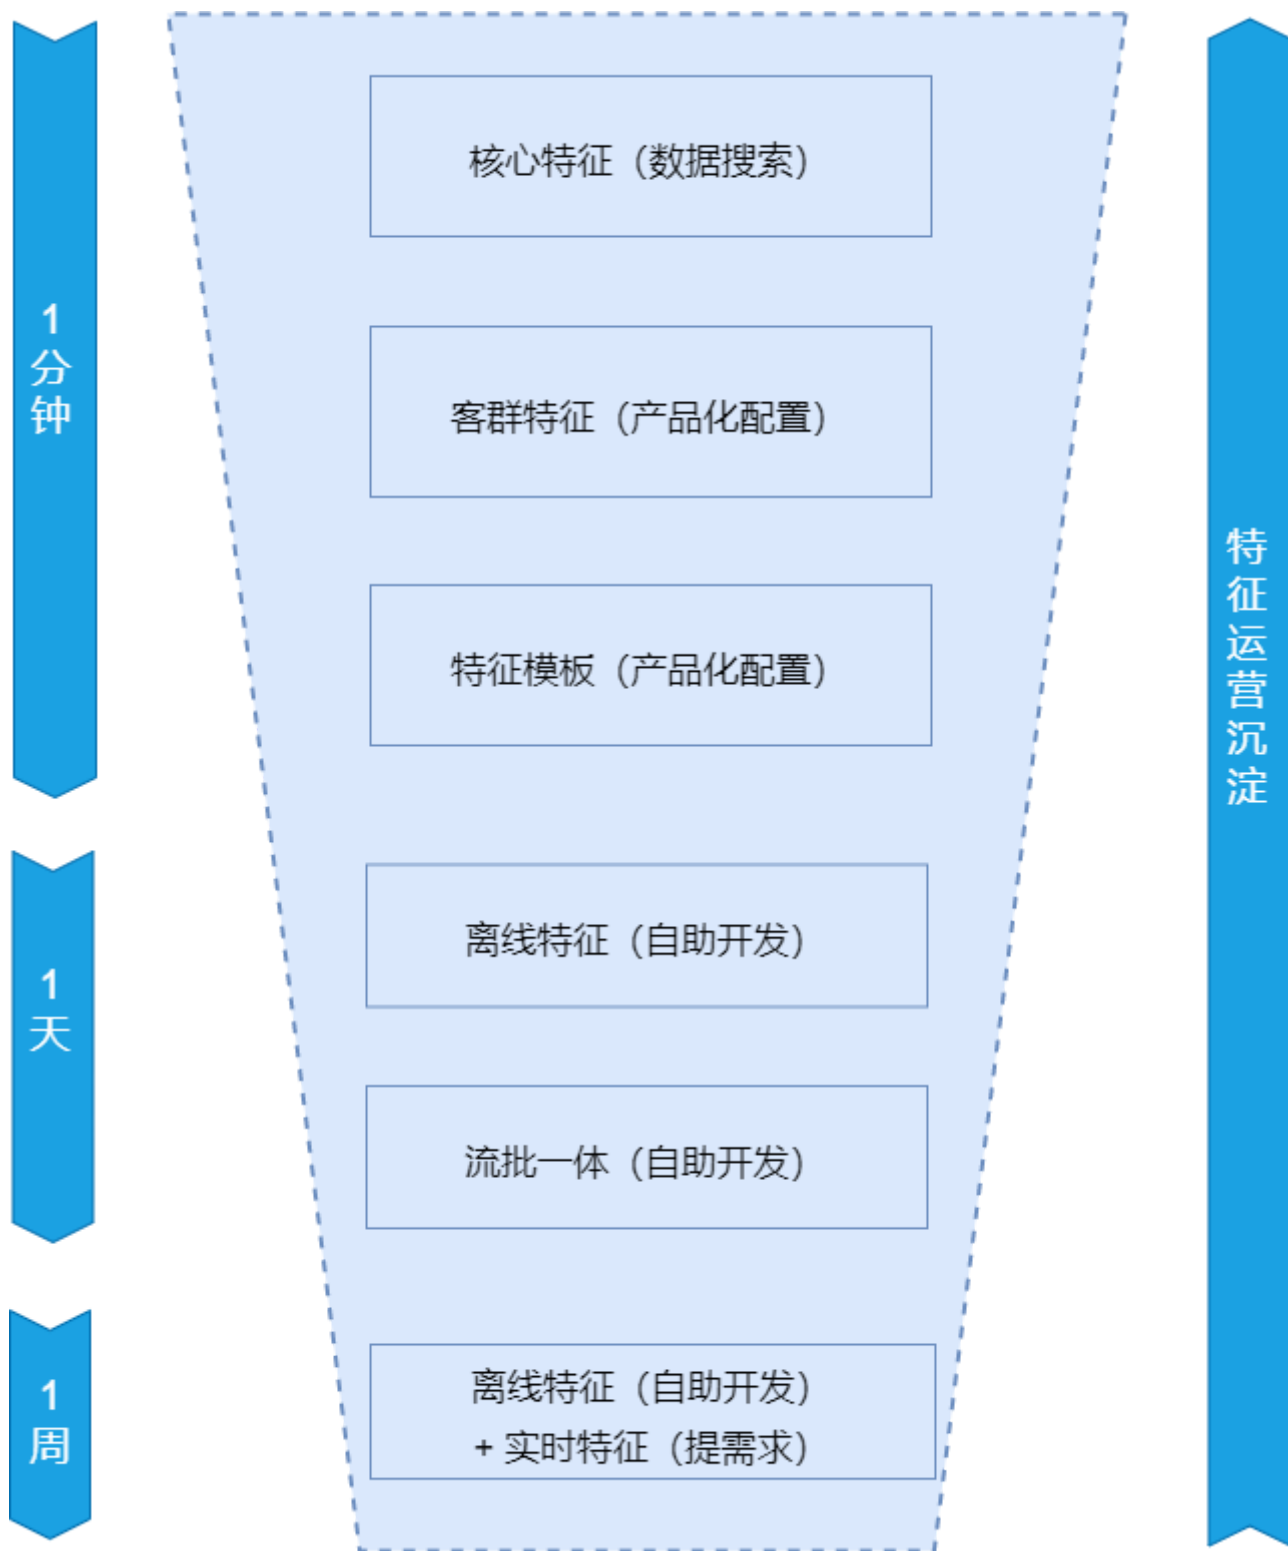 1分钟
核心特征（数据搜索）
客群特征（产品化配置）
特征模板（产品化配置）
1天
离线特征（自助开发）
流批一体（自助开发）
1周
离线特征（自助开发）
+ 实时特征（提需求）
特征运营沉淀